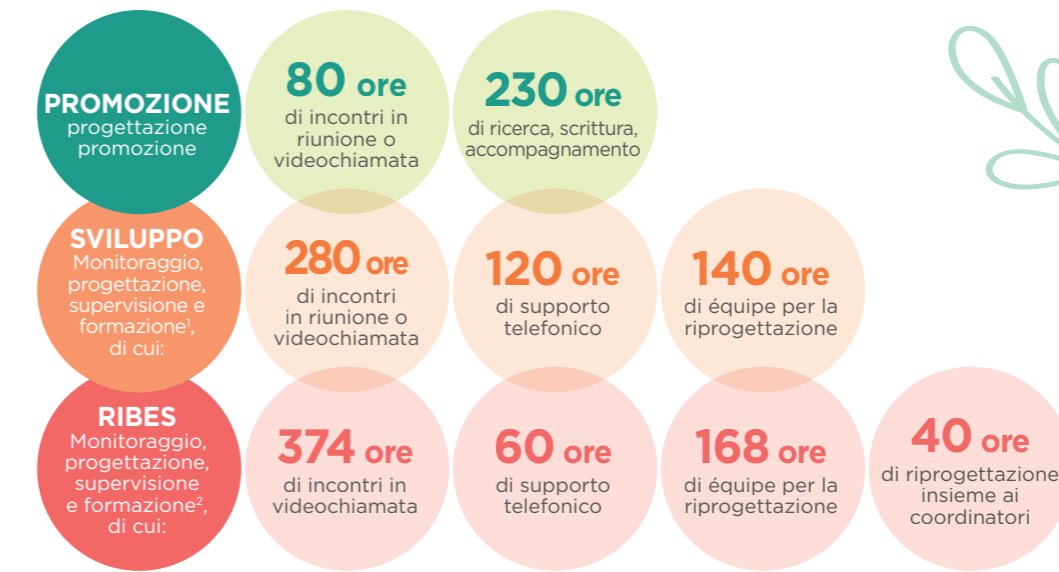 PROMOZIONE
progettazione
promozione
80 ore
di incontri in
riunione o
videochiamata
230 ore
di ricerca, scrittura,
accompagnamento
SVILUPPO
Monitoraggio,
progettazione,
supervisione e
formazione¹,
di cui:
280 ore
di incontri
in riunione o
videochiamata
120 ore
di supporto
telefonico
140 ore
di équipe per la
riprogettazione
RIBES
Monitoraggio,
progettazione,
supervisione
e formazione²,
di cui:
374 ore
di incontri in
videochiamata
60 ore
di supporto
telefonico
168 ore
di équipe per la
riprogettazione
40 ore
di riprogettazione
insieme ai
coordinatori